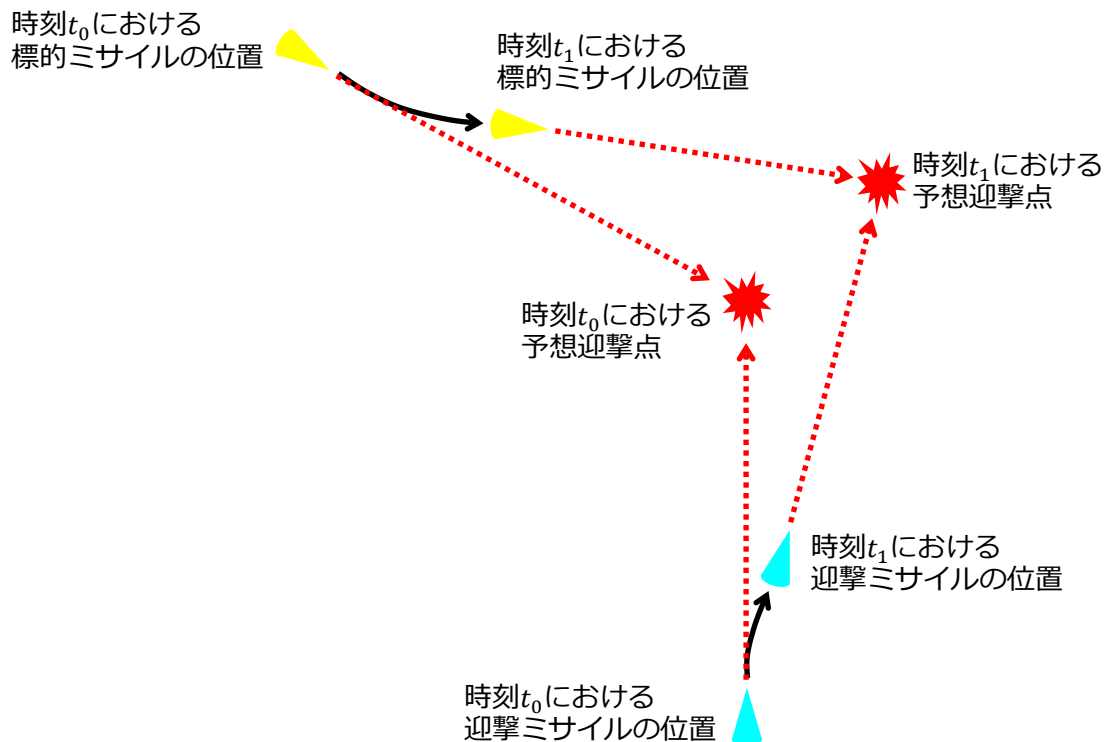 時刻t₀における
標的ミサイルの位置
時刻t₁における
標的ミサイルの位置
時刻t₁における
予想迎撃点
時刻t₀における
予想迎撃点
時刻t₁における
迎撃ミサイルの位置
時刻t₀における
迎撃ミサイルの位置